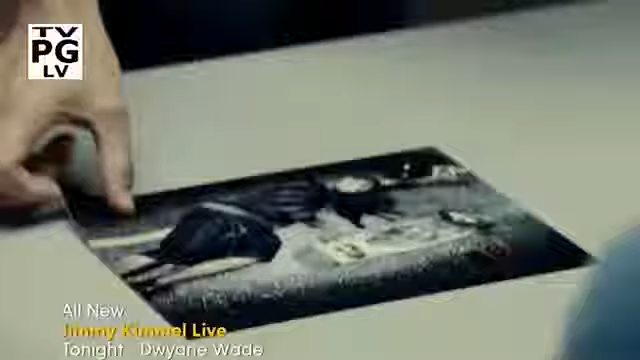 TV
PG
LV
All New
Jimmy Kimmel Live
Tonight Dwyane Wade